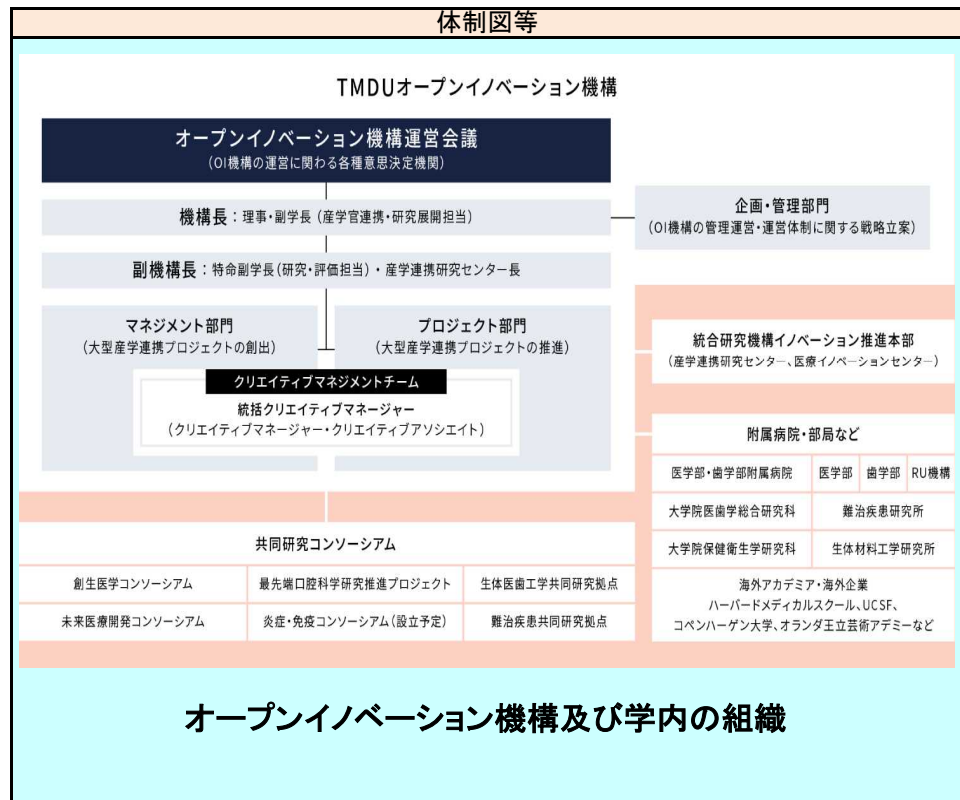 体制図等
TMDUオープンイノベーション機構
オープンイノベーション機構運営会議
(OI機構の運営に関わる各種意思決定機関)
機構長：理事・副学長（産学官連携・研究展開担当）
企画・管理部門
(OI機構の管理運営・運営体制に関する戦略立案)
副機構長：特命副学長(研究・評価担当)・産学連携研究センター長
マネジメント部門
(大型産学連携プロジェクトの創出)
プロジェクト部門
(大型産学連携プロジェクトの推進)
クリエイティブマネジメントチーム
統括クリエイティブマネージャー
（クリエイティブマネージャー・クリエイティブアソシエイト）
統合研究機構イノベーション推進本部
(産学連携研究センター、医療イノベーションセンター)
附属病院・部局など
医学部・歯学部附属病院 医学部 歯学部 RU機構
大学院医歯学総合研究科 難治疾患研究所
大学院保健衛生学研究科 生体材料工学研究所
海外アカデミア・海外企業
ハーバードメディカルスクール、UCSF、
コペンハーゲン大学、オランダ王立芸術アデミーなど
共同研究コンソーシアム
創生医学コンソーシアム 最先端口腔科学研究推進プロジェクト 生体医歯工学共同研究拠点
未来医療開発コンソーシアム 炎症・免疫コンソーシアム(設立予定) 難治疾患共同研究拠点
オープンイノベーション機構及び学内の組織